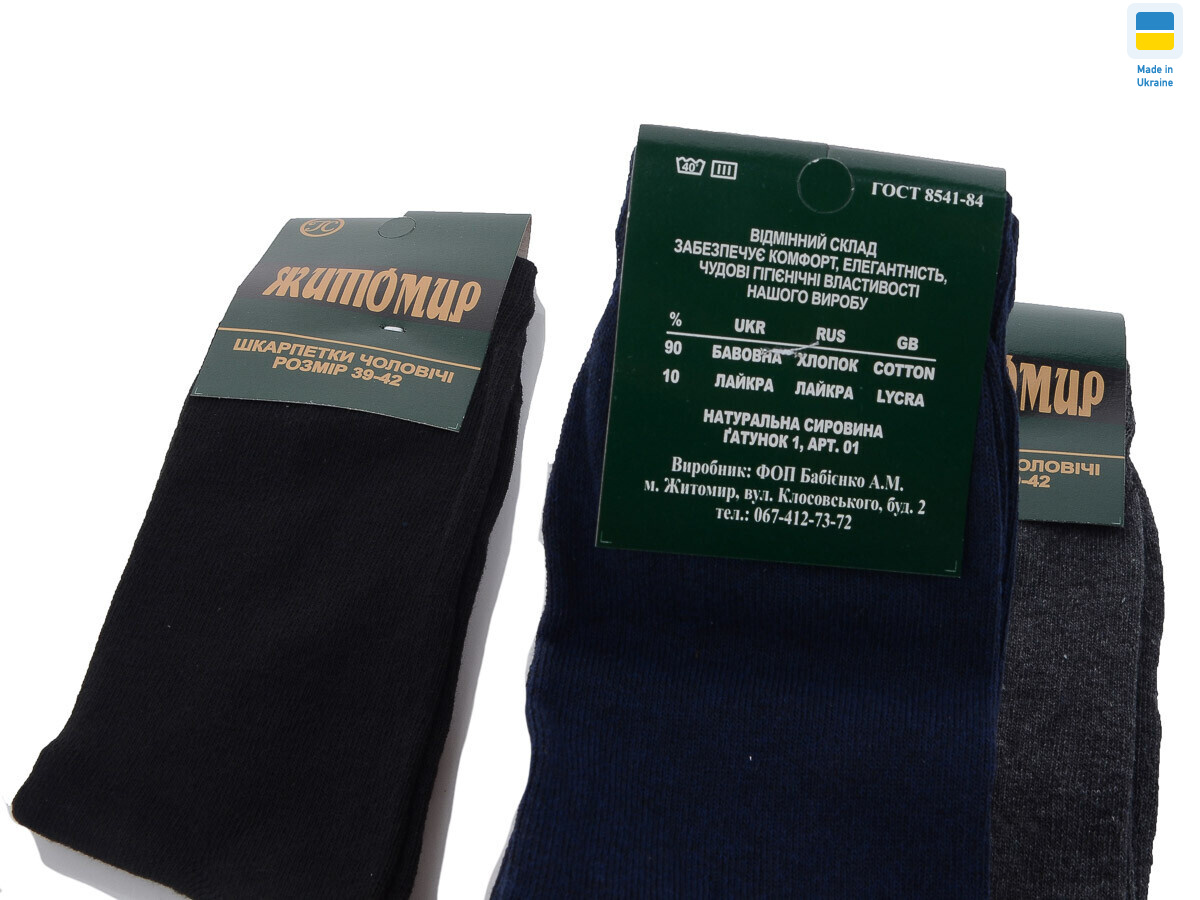 Made in
Ukraine
ЖИТОМИР
ШКАРПЕТКИ ЧОЛОВІЧІ
РОЗМІР 39-42
40°
ГОСТ 8541-84
ВІДМІННИЙ СКЛАД
ЗАБЕЗПЕЧУЄ КОМФОРТ, ЕЛЕГАНТНІСТЬ,
ЧУДОВІ ГІГІЄНІЧНІ ВЛАСТИВОСТІ
НАШОГО ВИРОБУ
% UKR RUS GB
90 БАВОВНА ХЛОПОК COTTON
10 ЛАЙКРА ЛАЙКРА LYCRA
НАТУРАЛЬНА СИРОВИНА
ҐАТУНОК 1, АРТ. 01
Виробник: ФОП Бабієнко А.М.
м. Житомир, вул. Клосовського, буд. 2
тел.: 067-412-73-72
ОМИР
ОЛОВІЧІ
-42